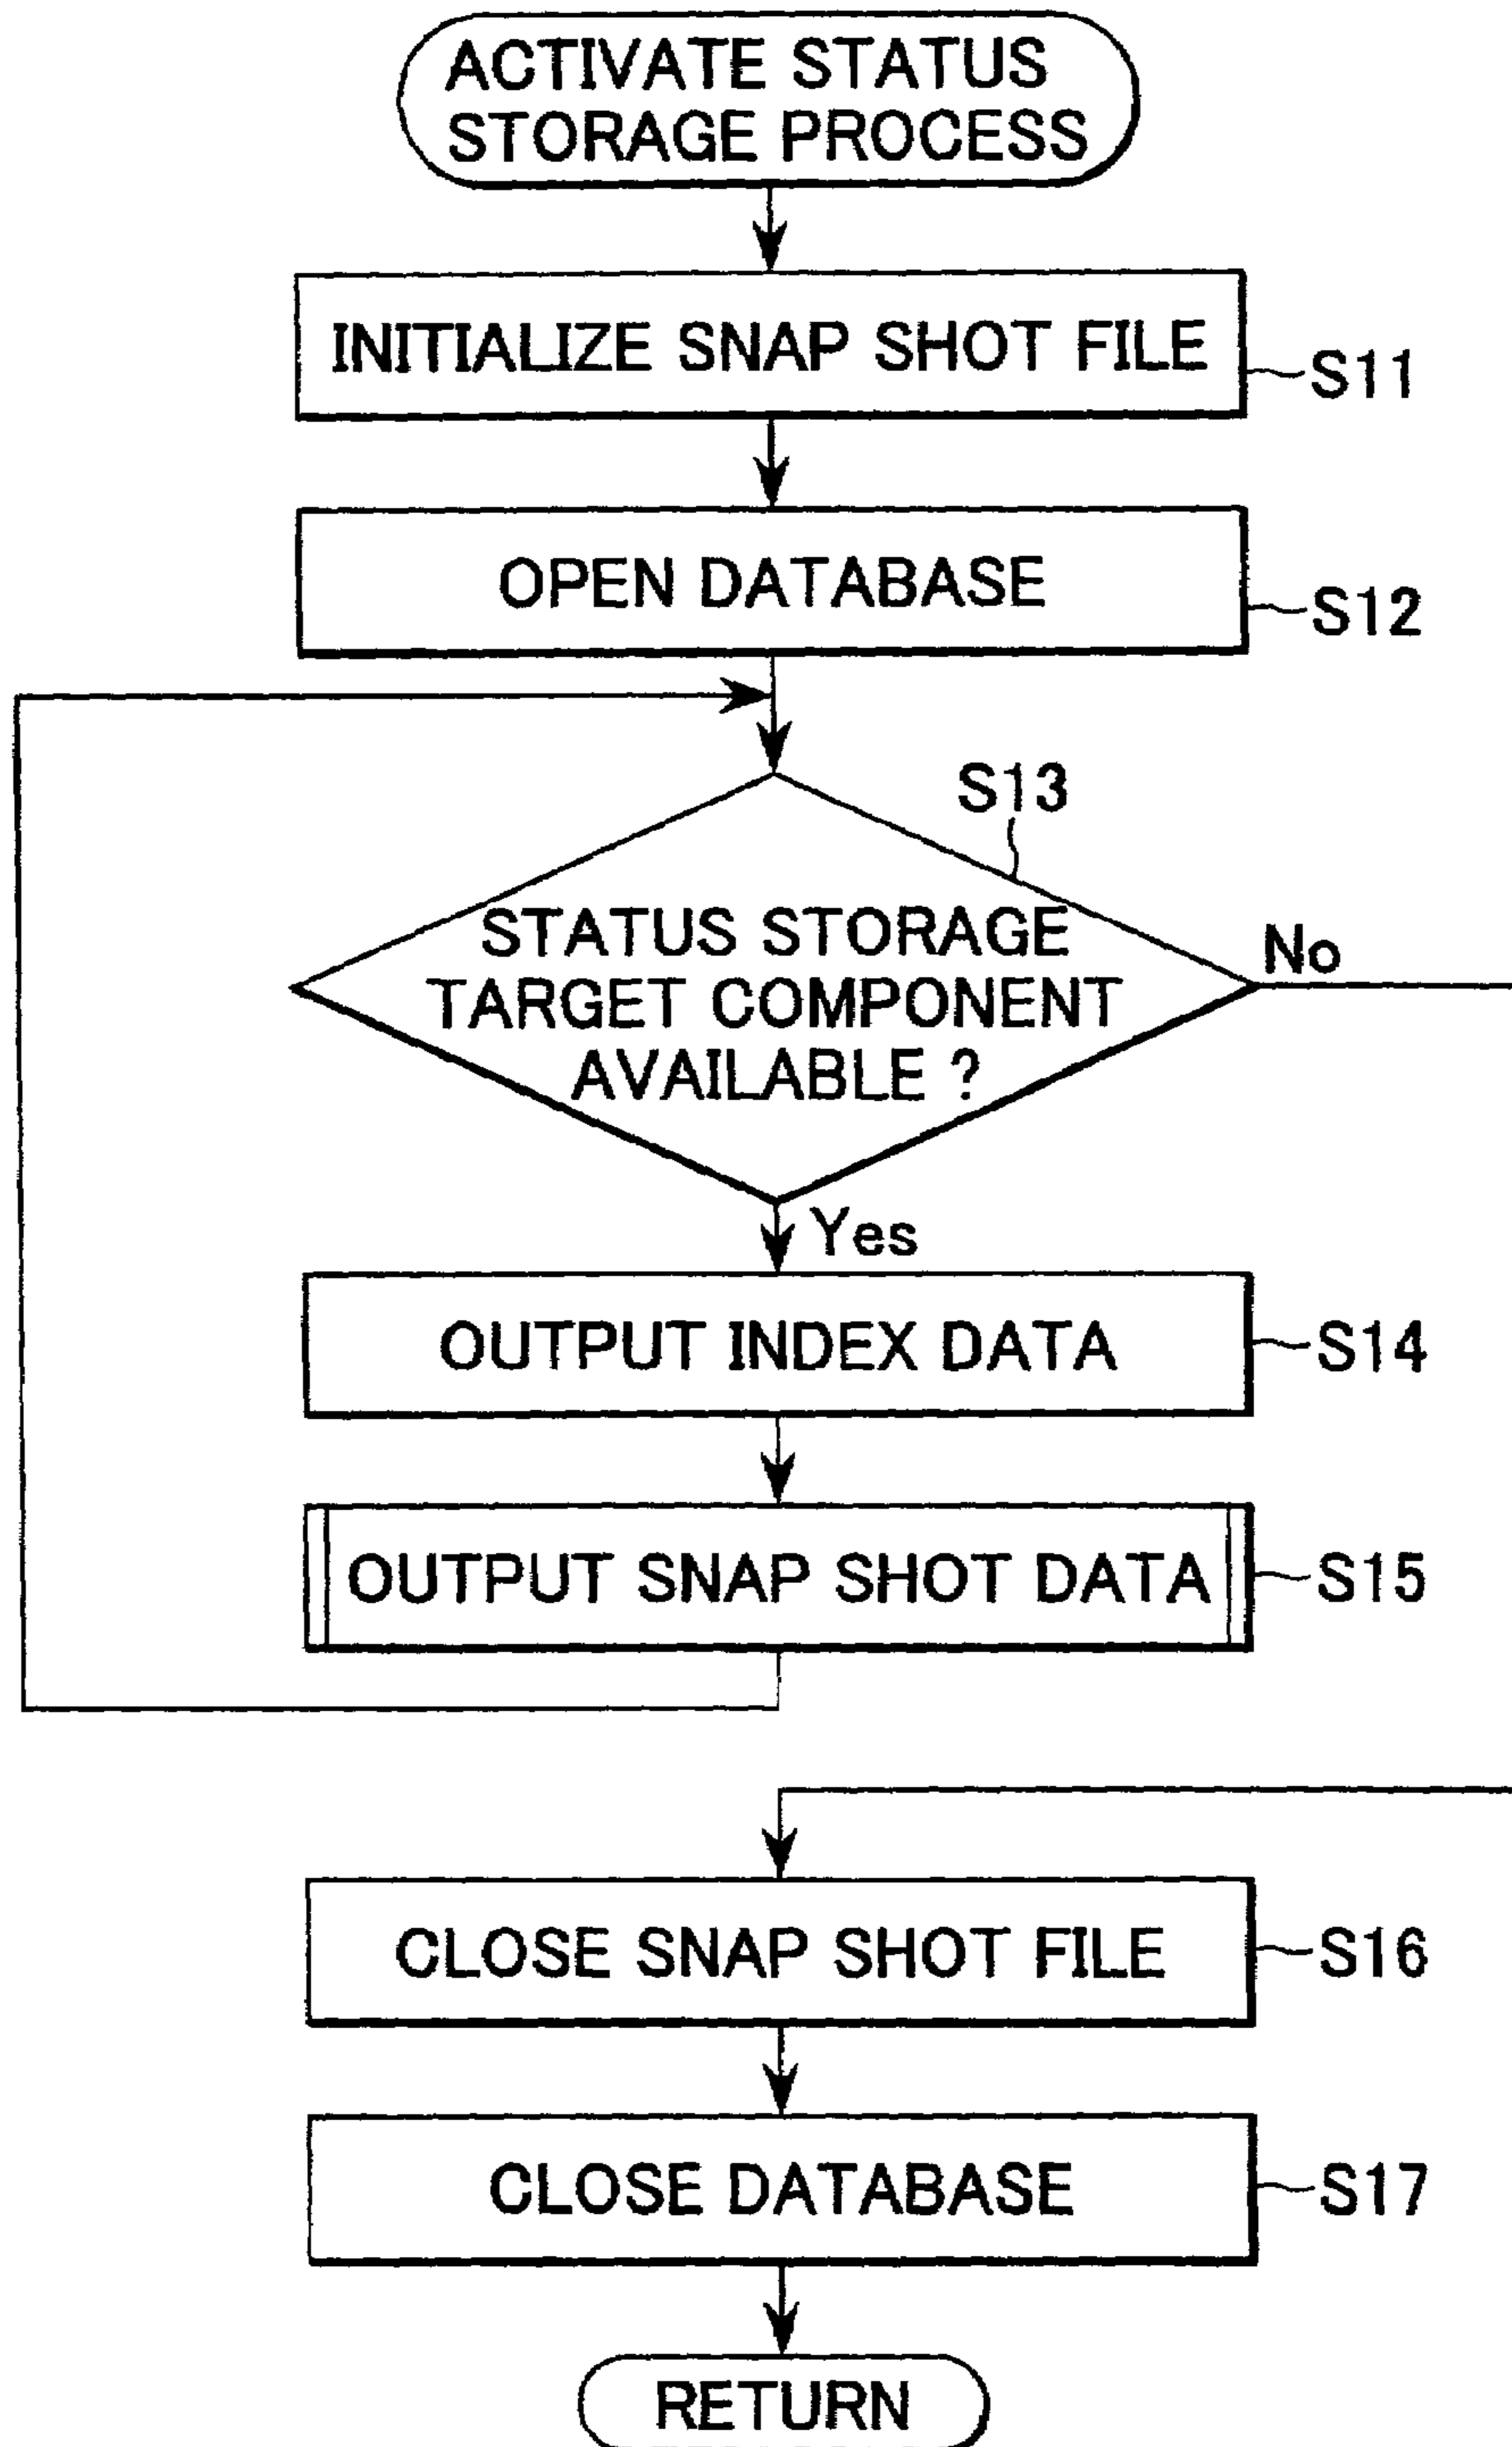 ACTIVATE STATUS
STORAGE PROCESS
INITIALIZE SNAP SHOT FILE
S11
OPEN DATABASE
S12
S13
STATUS STORAGE
TARGET COMPONENT
AVAILABLE ?
No
Yes
OUTPUT INDEX DATA
S14
OUTPUT SNAP SHOT DATA
S15
CLOSE SNAP SHOT FILE
S16
CLOSE DATABASE
S17
RETURN